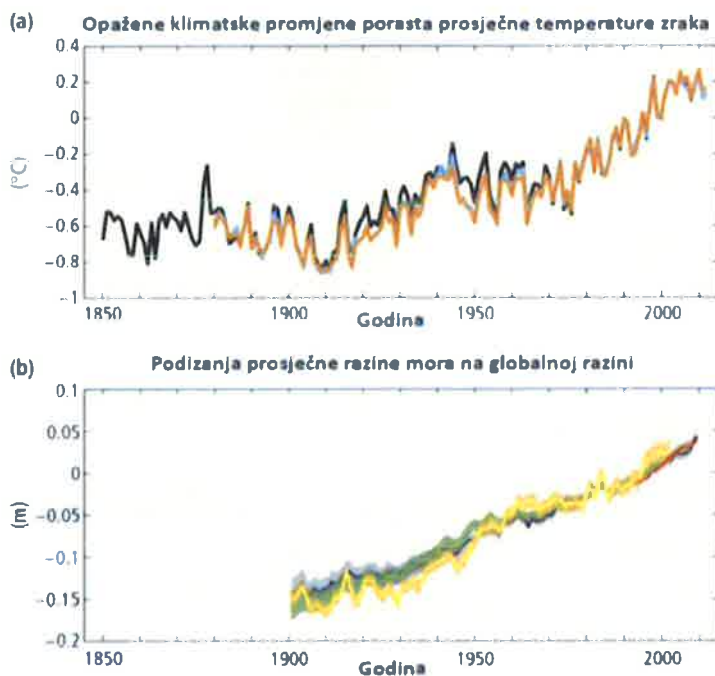 (a) Opažene klimatske promjene porasta prosječne temperature zraka
0.4
0.2
0
−0.2
−0.4
−0.6
−0.8
−1
(°C)
1850 1900 1950 2000
Godina
(b) Podizanja prosječne razine mora na globalnoj razini
0.1
0.05
0
−0.05
−0.1
−0.15
−0.2
(m)
1850 1900 1950 2000
Godina